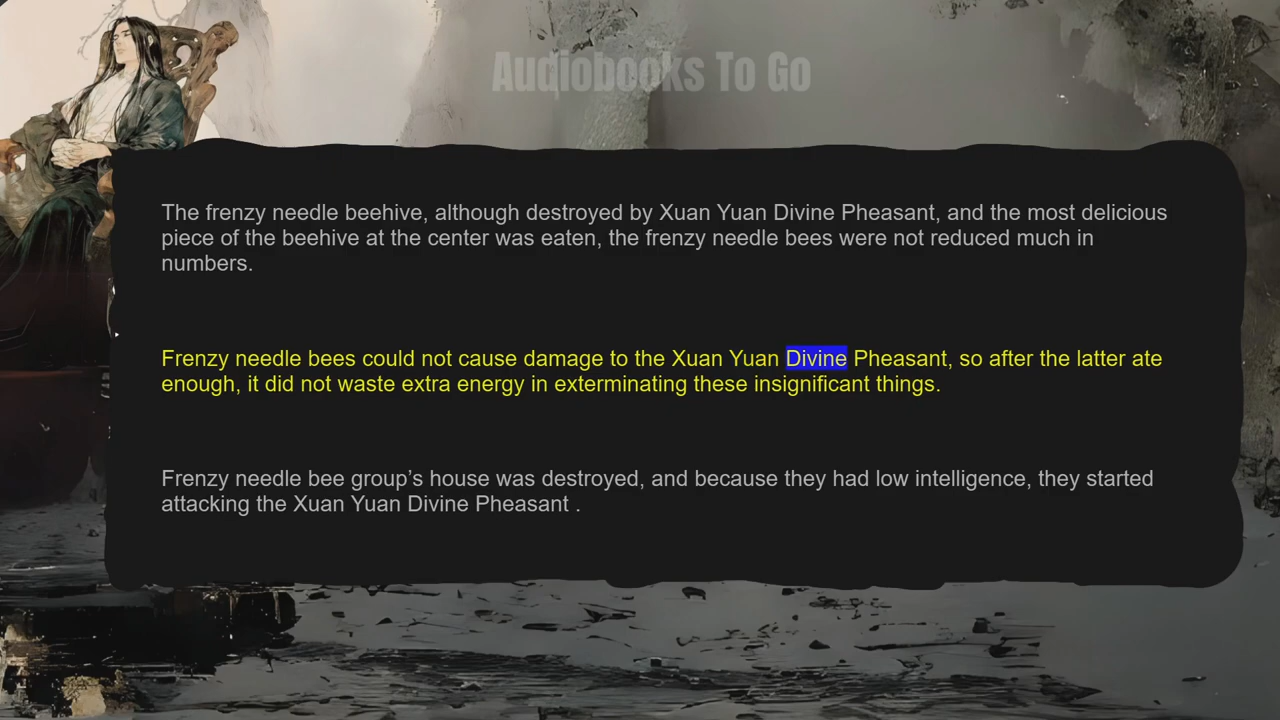 Audiobooks To Go
The frenzy needle beehive, although destroyed by Xuan Yuan Divine Pheasant, and the most delicious
piece of the beehive at the center was eaten, the frenzy needle bees were not reduced much in
numbers.
Frenzy needle bees could not cause damage to the Xuan Yuan Divine Pheasant, so after the latter ate
enough, it did not waste extra energy in exterminating these insignificant things.
Frenzy needle bee group’s house was destroyed, and because they had low intelligence, they started
attacking the Xuan Yuan Divine Pheasant .